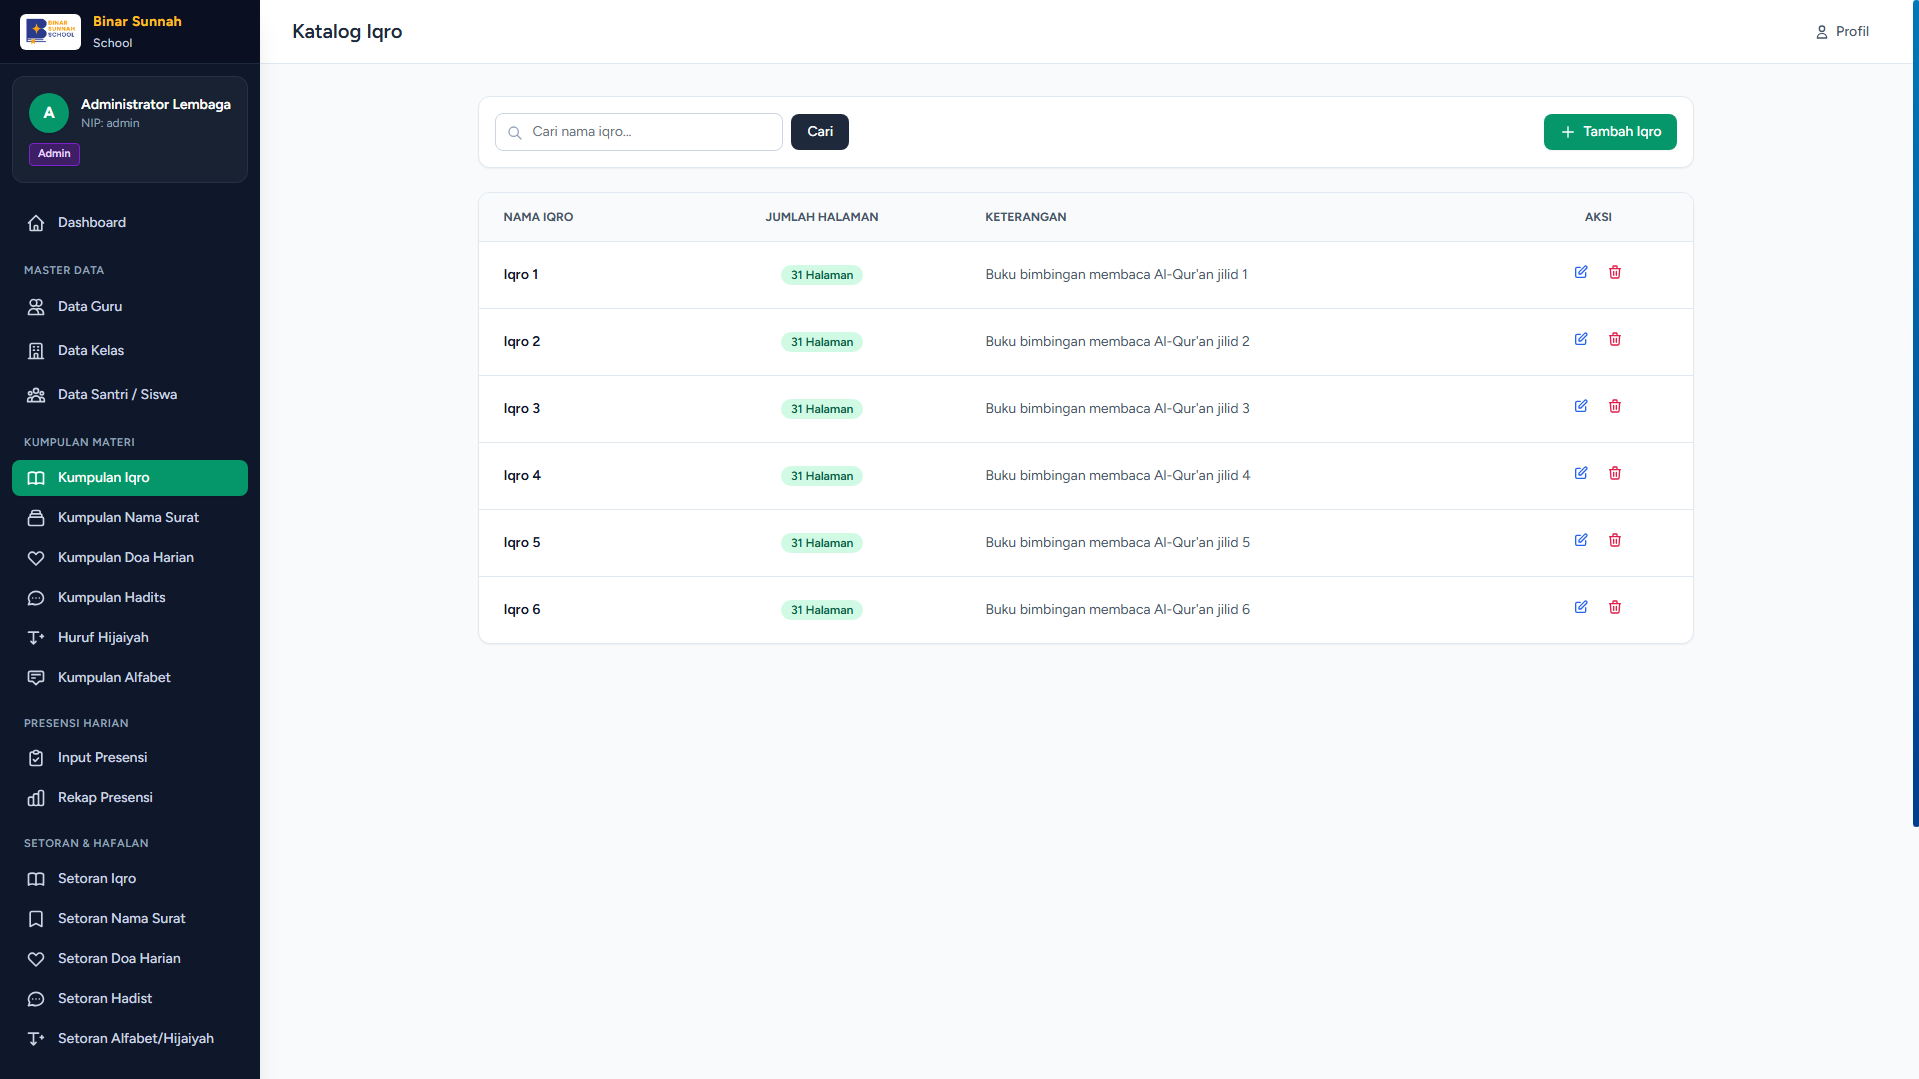 BINAR
SUNNAH
SCHOOL
Binar Sunnah
School
A
Administrator Lembaga
NIP: admin
Admin
Dashboard
MASTER DATA
Data Guru
Data Kelas
Data Santri / Siswa
KUMPULAN MATERI
Kumpulan Iqro
Kumpulan Nama Surat
Kumpulan Doa Harian
Kumpulan Hadits
Huruf Hijaiyah
Kumpulan Alfabet
PRESENSI HARIAN
Input Presensi
Rekap Presensi
SETORAN & HAFALAN
Setoran Iqro
Setoran Nama Surat
Setoran Doa Harian
Setoran Hadist
Setoran Alfabet/Hijaiyah
Katalog Iqro
Profil
Cari nama iqro...
Cari
Tambah Iqro
NAMA IQRO JUMLAH HALAMAN KETERANGAN AKSI
Iqro 1 31 Halaman Buku bimbingan membaca Al-Qur'an jilid 1
Iqro 2 31 Halaman Buku bimbingan membaca Al-Qur'an jilid 2
Iqro 3 31 Halaman Buku bimbingan membaca Al-Qur'an jilid 3
Iqro 4 31 Halaman Buku bimbingan membaca Al-Qur'an jilid 4
Iqro 5 31 Halaman Buku bimbingan membaca Al-Qur'an jilid 5
Iqro 6 31 Halaman Buku bimbingan membaca Al-Qur'an jilid 6